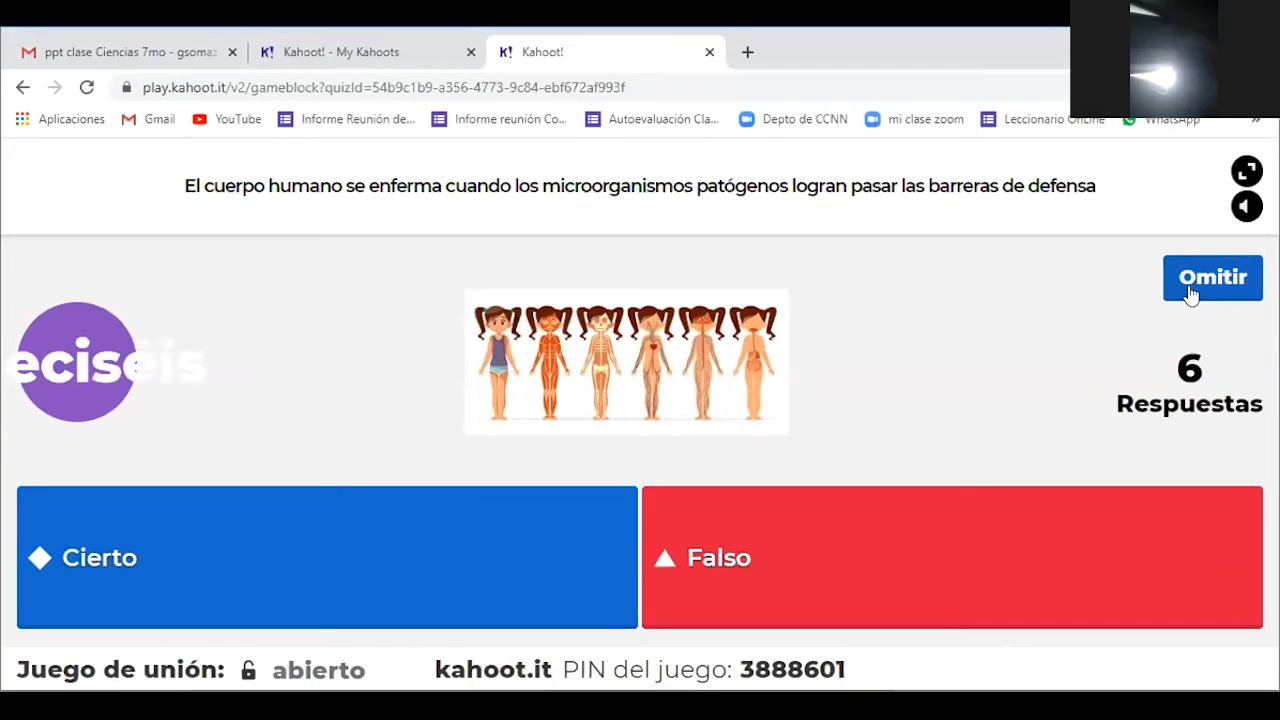 ppt clase Ciencias 7mo - gsoma
Kahoot! - My Kahoots
Kahoot!
play.kahoot.it/v2/gameblock?quizId=54b9c1b9-a356-4773-9c84-ebf672af993f
Aplicaciones
Gmail
YouTube
Informe Reunión de...
Informe reunión Co...
Autoevaluación Cla...
Depto de CCNN
mi clase zoom
Leccionario OnLine
WhatsApp
»
El cuerpo humano se enferma cuando los microorganismos patógenos logran pasar las barreras de defensa
Omitir
eciséis
6
Respuestas
Cierto
Falso
Juego de unión: abierto
kahoot.it PIN del juego: 3888601